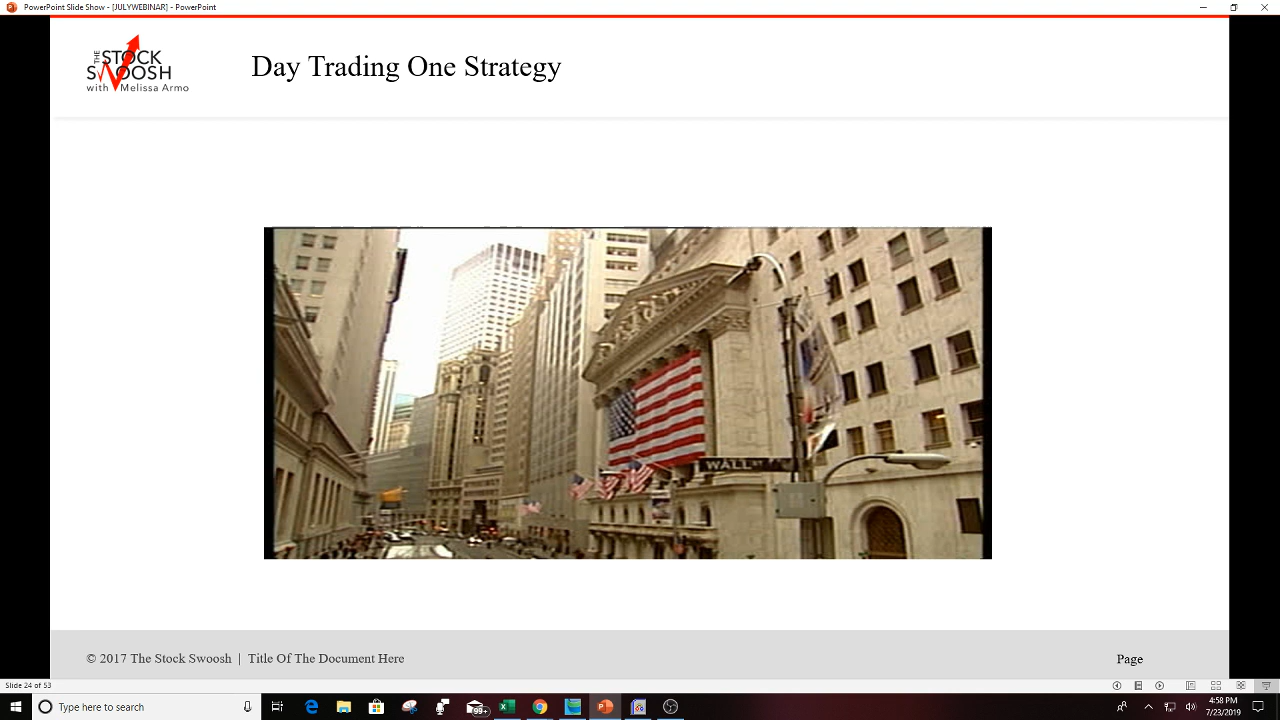 PowerPoint Slide Show - [JULYWEBINAR] - PowerPoint
THE
STOCK
SWOOSH
with Melissa Armo
Day Trading One Strategy
WALL ST
© 2017 The Stock Swoosh | Title Of The Document Here
Page
Slide 24 of 53
Type here to search
99+
4:58 PM
7/23/2019